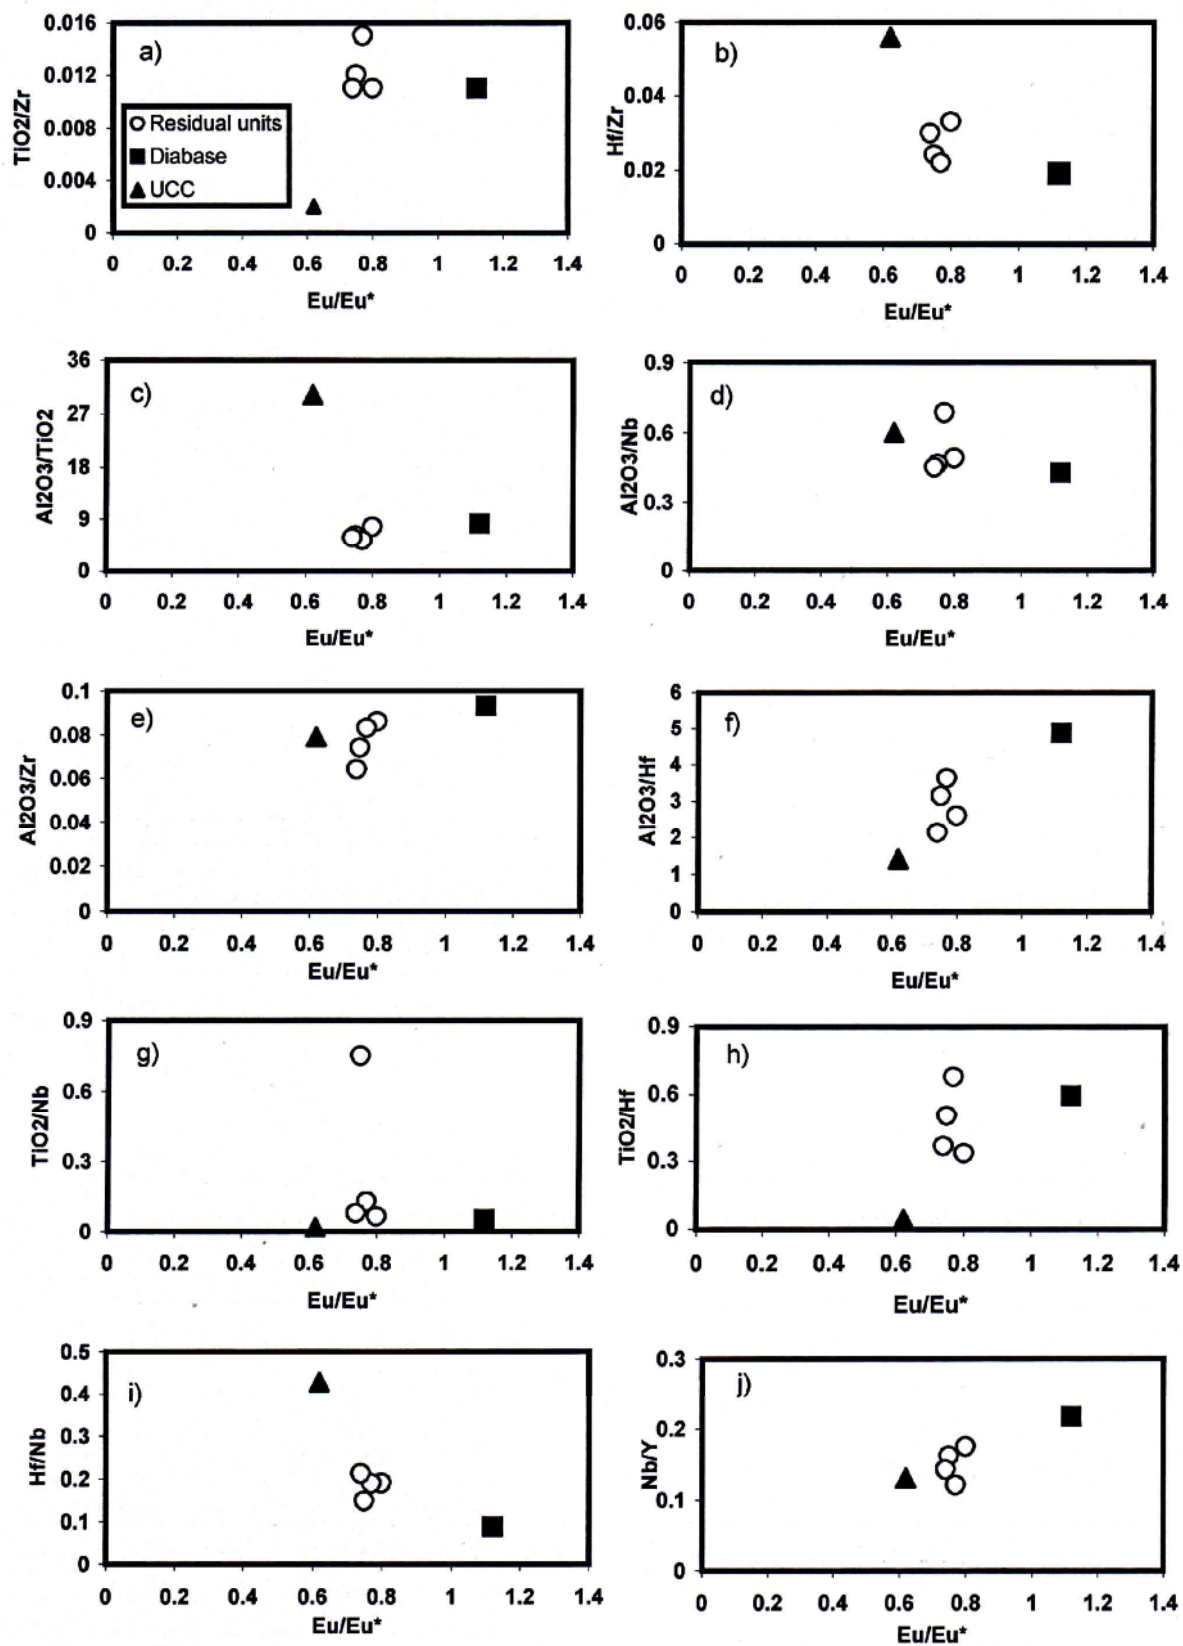 a)
TiO2/Zr
0.016
0.012
0.008
0.004
0
Residual units
Diabase
UCC
0 0.2 0.4 0.6 0.8 1 1.2 1.4
Eu/Eu*
b)
Hf/Zr
0.06
0.04
0.02
0
0 0.2 0.4 0.6 0.8 1 1.2 1.4
Eu/Eu*
c)
Al2O3/TiO2
36
27
18
9
0
0 0.2 0.4 0.6 0.8 1 1.2 1.4
Eu/Eu*
d)
Al2O3/Nb
0.9
0.6
0.3
0
0 0.2 0.4 0.6 0.8 1 1.2 1.4
Eu/Eu*
e)
Al2O3/Zr
0.1
0.08
0.06
0.04
0.02
0
0 0.2 0.4 0.6 0.8 1 1.2 1.4
Eu/Eu*
f)
Al2O3/Hf
6
5
4
3
2
1
0
0 0.2 0.4 0.6 0.8 1 1.2 1.4
Eu/Eu*
g)
TiO2/Nb
0.9
0.6
0.3
0
0 0.2 0.4 0.6 0.8 1 1.2 1.4
Eu/Eu*
h)
TiO2/Hf
0.9
0.6
0.3
0
0 0.2 0.4 0.6 0.8 1 1.2 1.4
Eu/Eu*
i)
Hf/Nb
0.5
0.4
0.3
0.2
0.1
0
0 0.2 0.4 0.6 0.8 1 1.2 1.4
Eu/Eu*
j)
Nb/Y
0.3
0.2
0.1
0
0 0.2 0.4 0.6 0.8 1 1.2 1.4
Eu/Eu*